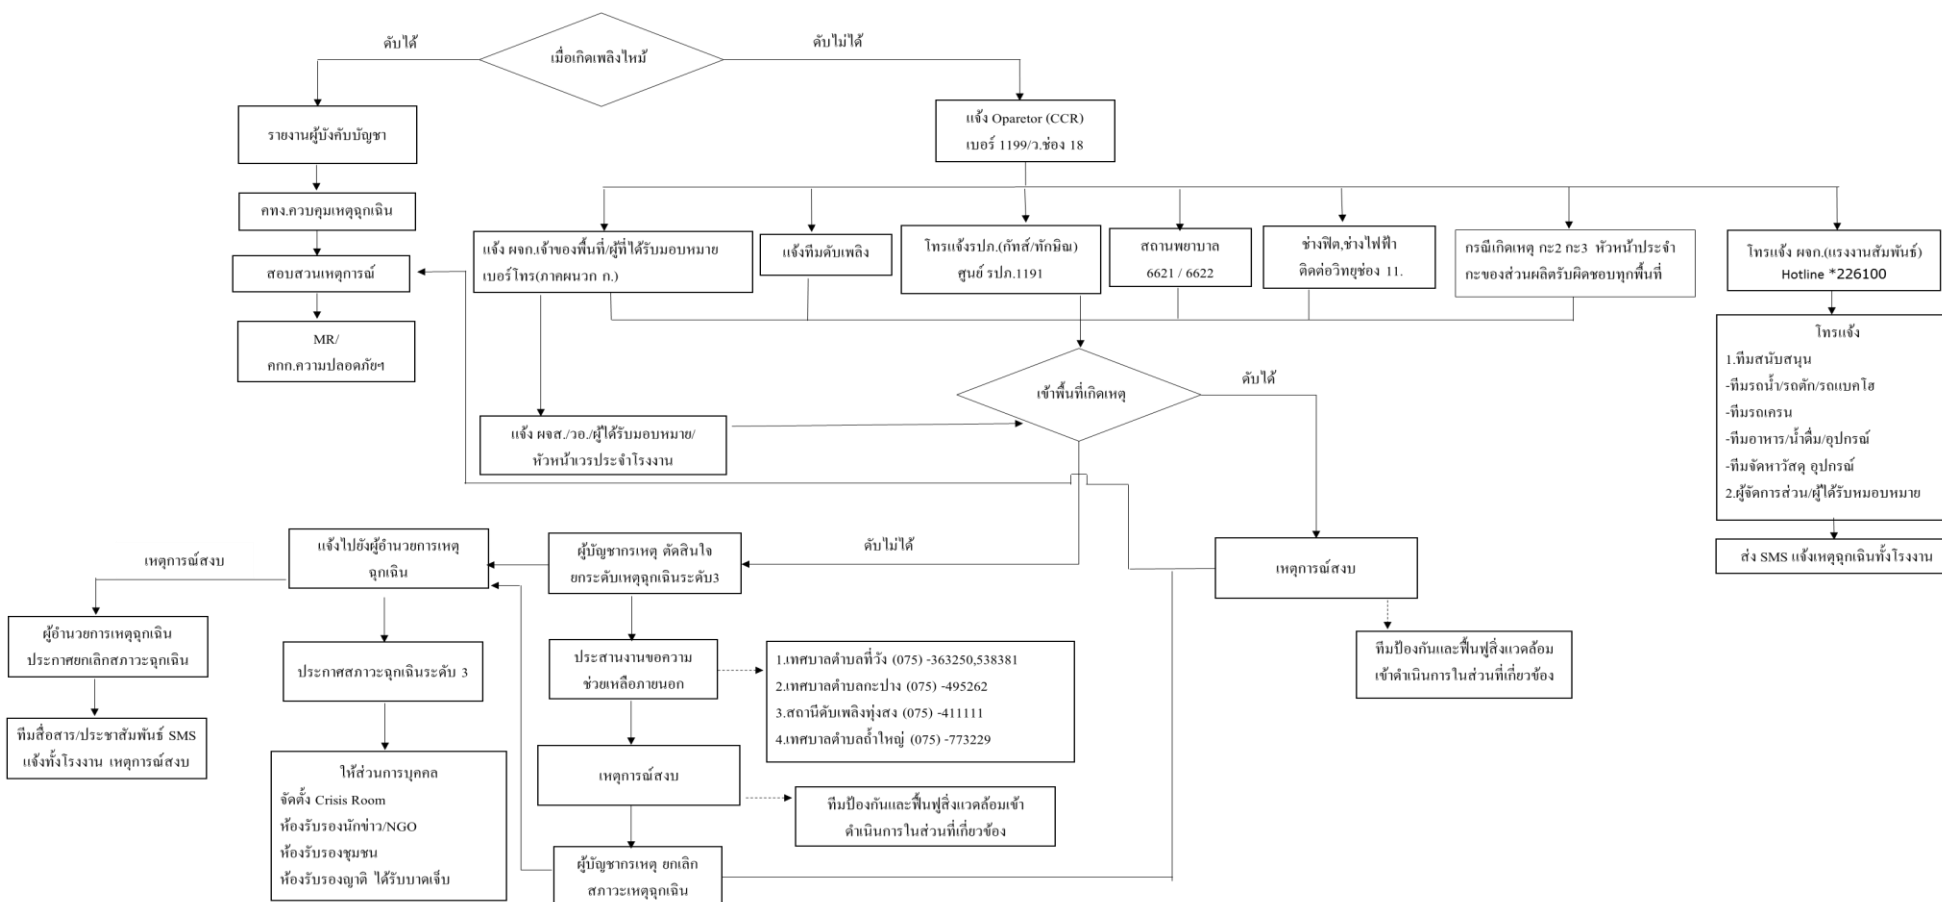 ดับได้
เมื่อเกิดเพลิงไหม้
ดับไม่ได้
รายงานผู้บังคับบัญชา
แจ้ง Oparetor (CCR)
เบอร์ 1199/ว.ช่อง 18
คทง.ควบคุมเหตุฉุกเฉิน
สอบสวนเหตุการณ์
MR/
คกก.ความปลอดภัยฯ
แจ้ง ผจก.เจ้าของพื้นที่/ผู้ที่ได้รับมอบหมาย
เบอร์โทร(ภาคผนวก ก.)
แจ้งทีมดับเพลิง
โทรแจ้งรปภ.(กัทส์/ทักษิณ)
ศูนย์ รปภ.1191
สถานพยาบาล
6621 / 6622
ช่างฟิต,ช่างไฟฟ้า
ติดต่อวิทยุช่อง 11.
กรณีเกิดเหตุ กะ2 กะ3 หัวหน้าประจำ
กะของส่วนผลิตรับผิดชอบทุกพื้นที่
โทรแจ้ง ผจก.(แรงงานสัมพันธ์)
Hotline *226100
โทรแจ้ง
1.ทีมสนับสนุน
-ทีมรถน้ำ/รถตัก/รถแบคโฮ
-ทีมรถเครน
-ทีมอาหาร/น้ำดื่ม/อุปกรณ์
-ทีมจัดหาวัสดุ อุปกรณ์
2.ผู้จัดการส่วน/ผู้ได้รับหมอบหมาย
ส่ง SMS แจ้งเหตุฉุกเฉินทั้งโรงงาน
เข้าพื้นที่เกิดเหตุ
ดับได้
แจ้ง ผจส./วอ./ผู้ได้รับมอบหมาย/
หัวหน้าเวรประจำโรงงาน
ดับไม่ได้
เหตุการณ์สงบ
ทีมป้องกันและฟื้นฟูสิ่งแวดล้อม
เข้าดำเนินการในส่วนที่เกี่ยวข้อง
ผู้บัญชากรเหตุ ตัดสินใจ
ยกระดับเหตุฉุกเฉินระดับ3
แจ้งไปยังผู้อำนวยการเหตุ
ฉุกเฉิน
เหตุการณ์สงบ
ผู้อำนวยการเหตุฉุกเฉิน
ประกาศยกเลิกสภาวะฉุกเฉิน
ทีมสื่อสาร/ประชาสัมพันธ์ SMS
แจ้งทั้งโรงงาน เหตุการณ์สงบ
ประกาศสภาวะฉุกเฉินระดับ 3
ให้ส่วนการบุคคล
จัดตั้ง Crisis Room
ห้องรับรองนักข่าว/NGO
ห้องรับรองชุมชน
ห้องรับรองญาติ ได้รับบาดเจ็บ
ประสานงานขอความ
ช่วยเหลือภายนอก
1.เทศบาลตำบลที่วัง (075) -363250,538381
2.เทศบาลตำบลกะปาง (075) -495262
3.สถานีดับเพลิงทุ่งสง (075) -411111
4.เทศบาลตำบลถ้ำใหญ่ (075) -773229
เหตุการณ์สงบ
ทีมป้องกันและฟื้นฟูสิ่งแวดล้อมเข้า
ดำเนินการในส่วนที่เกี่ยวข้อง
ผู้บัญชากรเหตุ ยกเลิก
สภาวะเหตุฉุกเฉิน